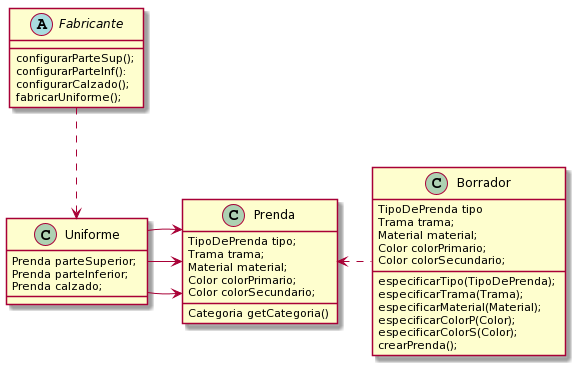 A Fabricante
configurarParteSup();
configurarParteInf():
configurarCalzado();
fabricarUniforme();
C Uniforme
Prenda parteSuperior;
Prenda parteInferior;
Prenda calzado;
C Prenda
TipoDePrenda tipo;
Trama trama;
Material material;
Color colorPrimario;
Color colorSecundario;
Categoria getCategoria()
C Borrador
TipoDePrenda tipo
Trama trama;
Material material;
Color colorPrimario;
Color colorSecundario;
especificarTipo(TipoDePrenda);
especificarTrama(Trama);
especificarMaterial(Material);
especificarColorP(Color);
especificarColorS(Color);
crearPrenda();